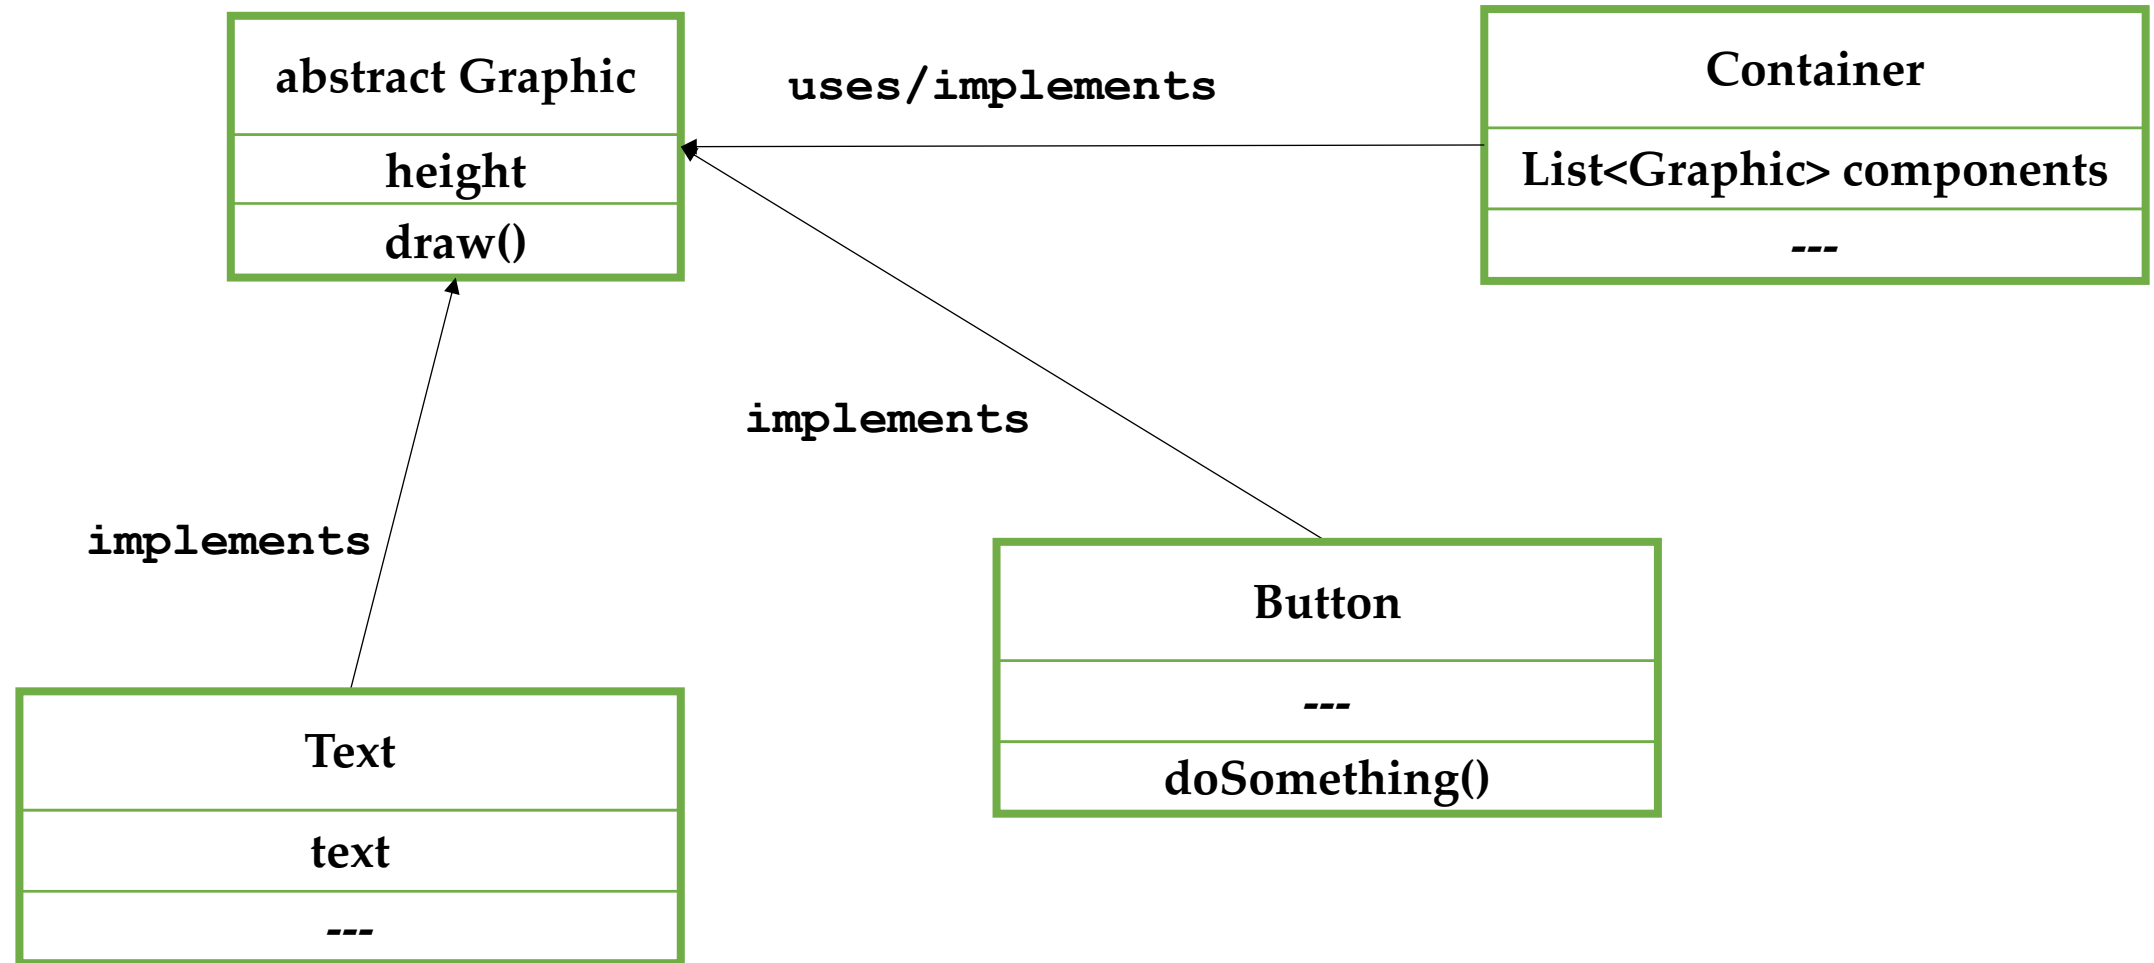 abstract Graphic
height
draw()
uses/implements
Container
List<Graphic> components
---
implements
implements
Button
---
doSomething()
Text
text
---